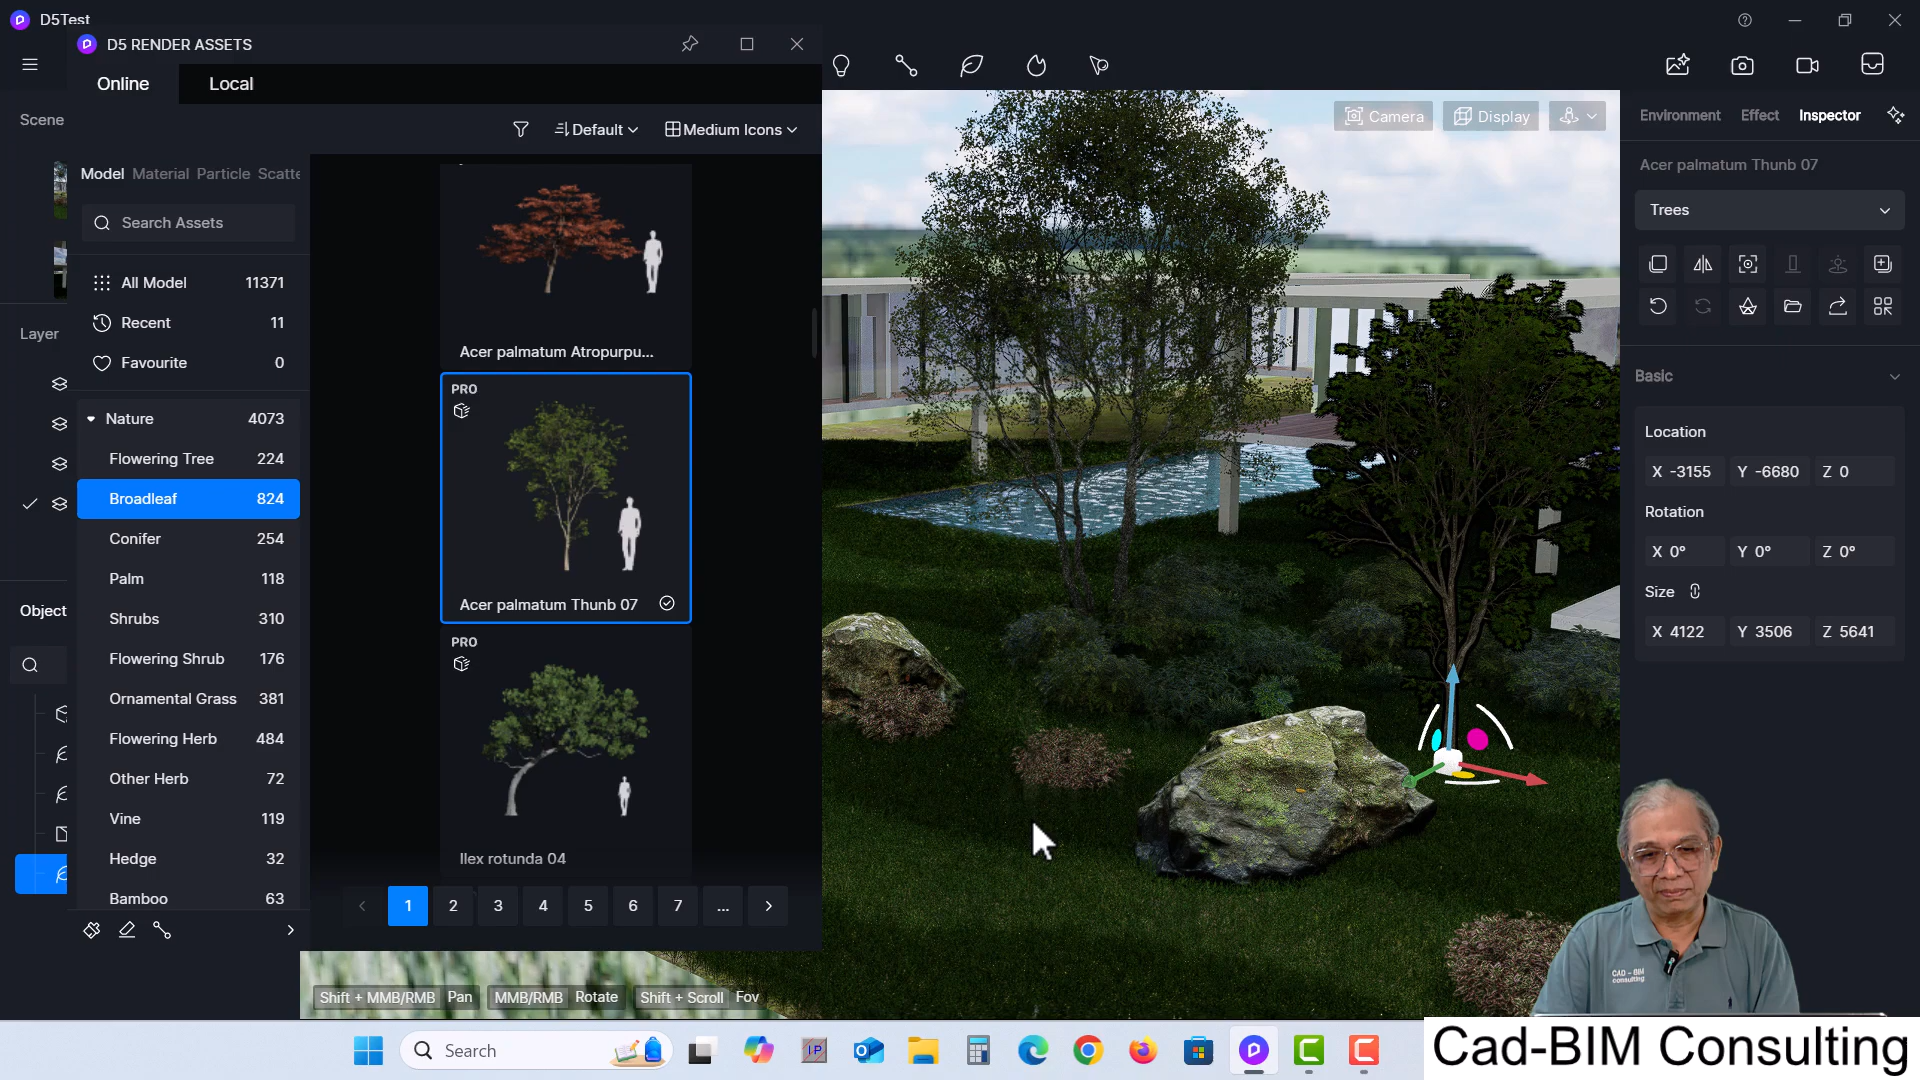 D5Test
D5 RENDER ASSETS
Online
Local
Scene
Default
Medium Icons
Model
Material
Particle
Scatte
Search Assets
All Model 11371
Recent 11
Favourite 0
Layer
Nature 4073
Flowering Tree 224
Broadleaf 824
Conifer 254
Palm 118
Shrubs 310
Object
Flowering Shrub 176
Ornamental Grass 381
Flowering Herb 484
Other Herb 72
Vine 119
Hedge 32
Bamboo 63
Acer palmatum Atropurpu...
PRO
Acer palmatum Thunb 07
PRO
Ilex rotunda 04
1 2 3 4 5 6 7 ...
Camera
Display
Shift + MMB/RMB Pan
MMB/RMB Rotate
Shift + Scroll Fov
Environment
Effect
Inspector
Acer palmatum Thunb 07
Trees
Basic
Location
X -3155 Y -6680 Z 0
Rotation
X 0° Y 0° Z 0°
Size
X 4122 Y 3506 Z 5641
CAD - BIM
consulting
Search
IP
Cad-BIM Consulting